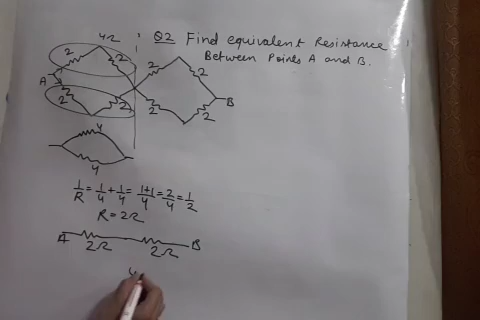 Q2 Find equivalent Resistance
Between Points A and B.
4Ω
2 2 2 2
A
B
2 2 2 2
4
4
1/R = 1/4 + 1/4 = 1+1/4 = 2/4 = 1/2
R = 2Ω
A B
2Ω 2Ω
4